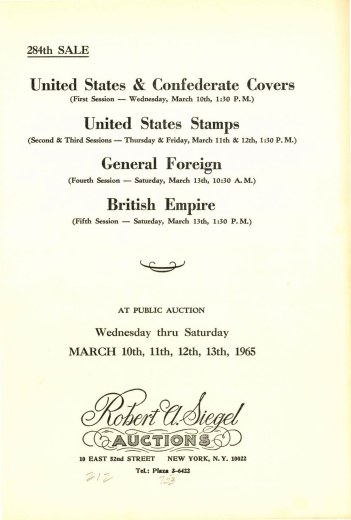 284th SALE
United States & Confederate Covers
(First Session — Wednesday, March 10th, 1:30 P. M.)
United States Stamps
(Second & Third Sessions — Thursday & Friday, March 11th & 12th, 1:30 P. M.)
General Foreign
(Fourth Session — Saturday, March 13th, 10:30 A. M.)
British Empire
(Fifth Session — Saturday, March 13th, 1:30 P. M.)
AT PUBLIC AUCTION
Wednesday thru Saturday
MARCH 10th, 11th, 12th, 13th, 1965
Robert A. Siegel
AUCTIONS
10 EAST 52nd STREET NEW YORK, N. Y. 10022
Tel.: Plaza 3-6422
212